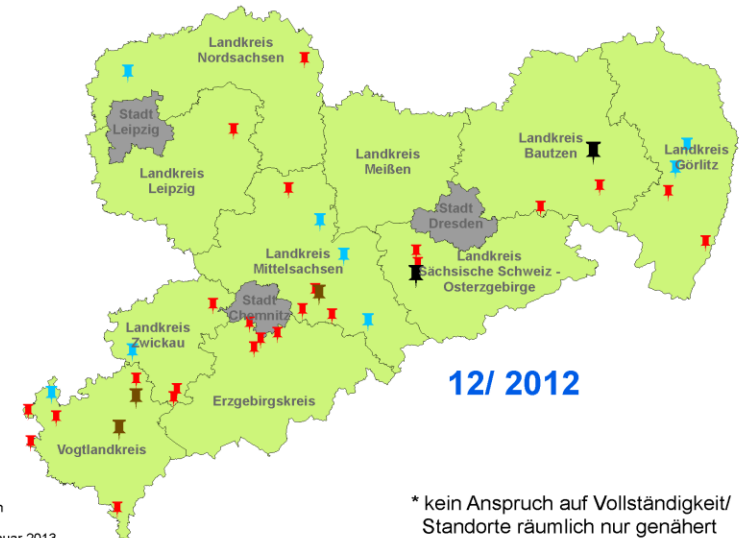 Landkreis
Nordsachsen
Stadt
Leipzig
Landkreis
Leipzig
Landkreis
Meißen
Landkreis
Bautzen
Landkreis
Görlitz
Stadt
Dresden
Landkreis
Mittelsachsen
Landkreis
Sächsische Schweiz -
Osterzgebirge
Stadt
Chemnitz
Landkreis
Zwickau
Erzgebirgskreis
Vogtlandkreis
12/ 2012
* kein Anspruch auf Vollständigkeit/
Standorte räumlich nur genähert
2013